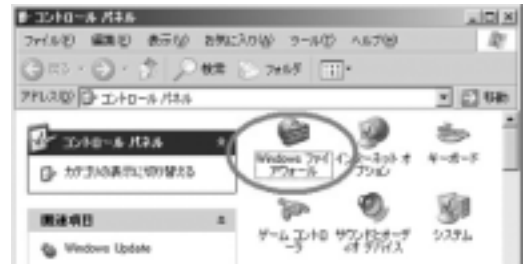 コントロール パネル
ファイル(F) 編集(E) 表示(V) お気に入り(A) ツール(T) ヘルプ(H)
戻る 検索 フォルダ
アドレス(D) コントロール パネル 移動
コントロール パネル
カテゴリの表示に切り替える
関連項目
Windows Update
Windows ファイ
アウォール
インターネット オ
プション
キーボード
ゲーム コントロ
ーラ
サウンドとオーデ
ィオ デバイス
システム